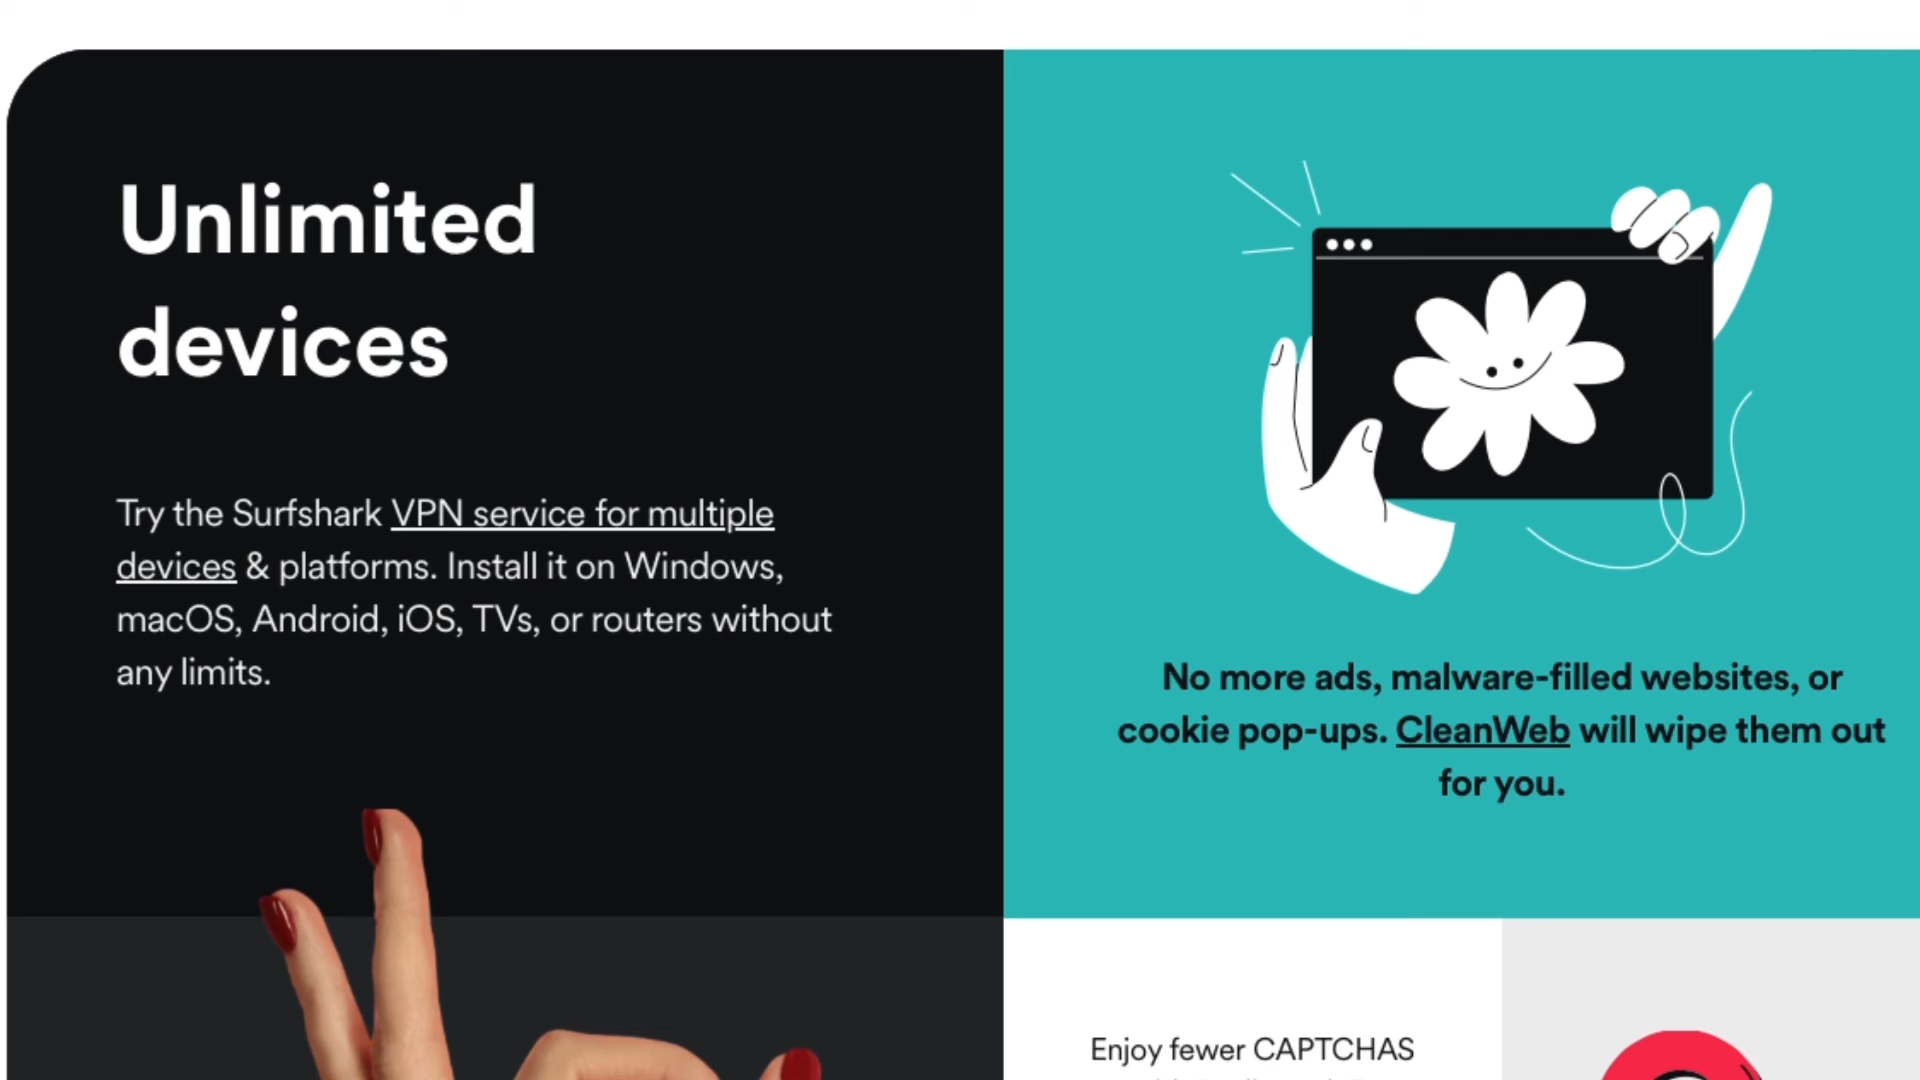 Unlimited
devices
Try the Surfshark VPN service for multiple
devices & platforms. Install it on Windows,
macOS, Android, iOS, TVs, or routers without
any limits.
No more ads, malware-filled websites, or
cookie pop-ups. CleanWeb will wipe them out
for you.
Enjoy fewer CAPTCHAS